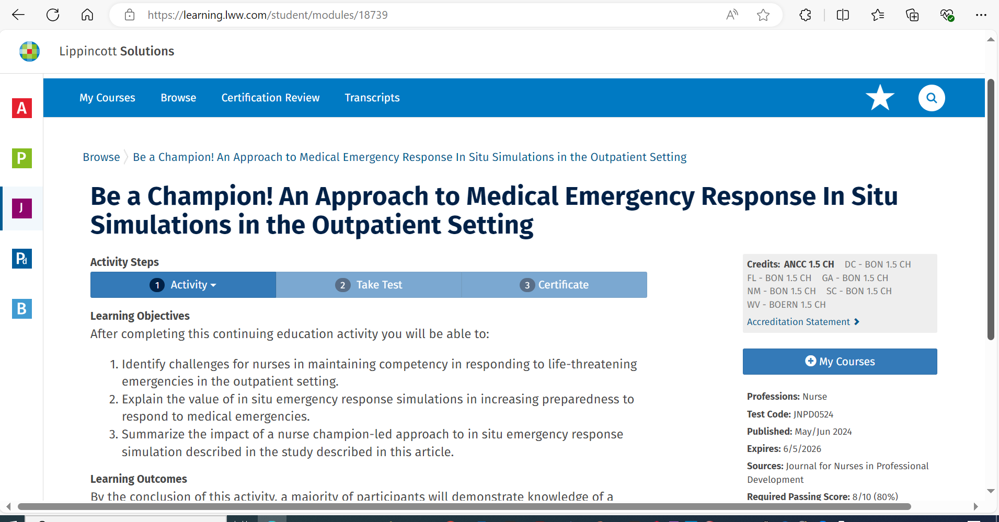 https://learning.lww.com/student/modules/18739
Lippincott Solutions
A
P
J
Pd
B
My Courses Browse Certification Review Transcripts
Browse Be a Champion! An Approach to Medical Emergency Response In Situ Simulations in the Outpatient Setting
Be a Champion! An Approach to Medical Emergency Response In Situ
Simulations in the Outpatient Setting
Activity Steps
1 Activity 2 Take Test 3 Certificate
Learning Objectives
After completing this continuing education activity you will be able to:
1. Identify challenges for nurses in maintaining competency in responding to life-threatening
emergencies in the outpatient setting.
2. Explain the value of in situ emergency response simulations in increasing preparedness to
respond to medical emergencies.
3. Summarize the impact of a nurse champion-led approach to in situ emergency response
simulation described in the study described in this article.
Learning Outcomes
By the conclusion of this activity, a majority of participants will demonstrate knowledge of a
Credits: ANCC 1.5 CH DC - BON 1.5 CH
FL - BON 1.5 CH GA - BON 1.5 CH
NM - BON 1.5 CH SC - BON 1.5 CH
WV - BOERN 1.5 CH
Accreditation Statement
My Courses
Professions: Nurse
Test Code: JNPD0524
Published: May/Jun 2024
Expires: 6/5/2026
Sources: Journal for Nurses in Professional
Development
Required Passing Score: 8/10 (80%)